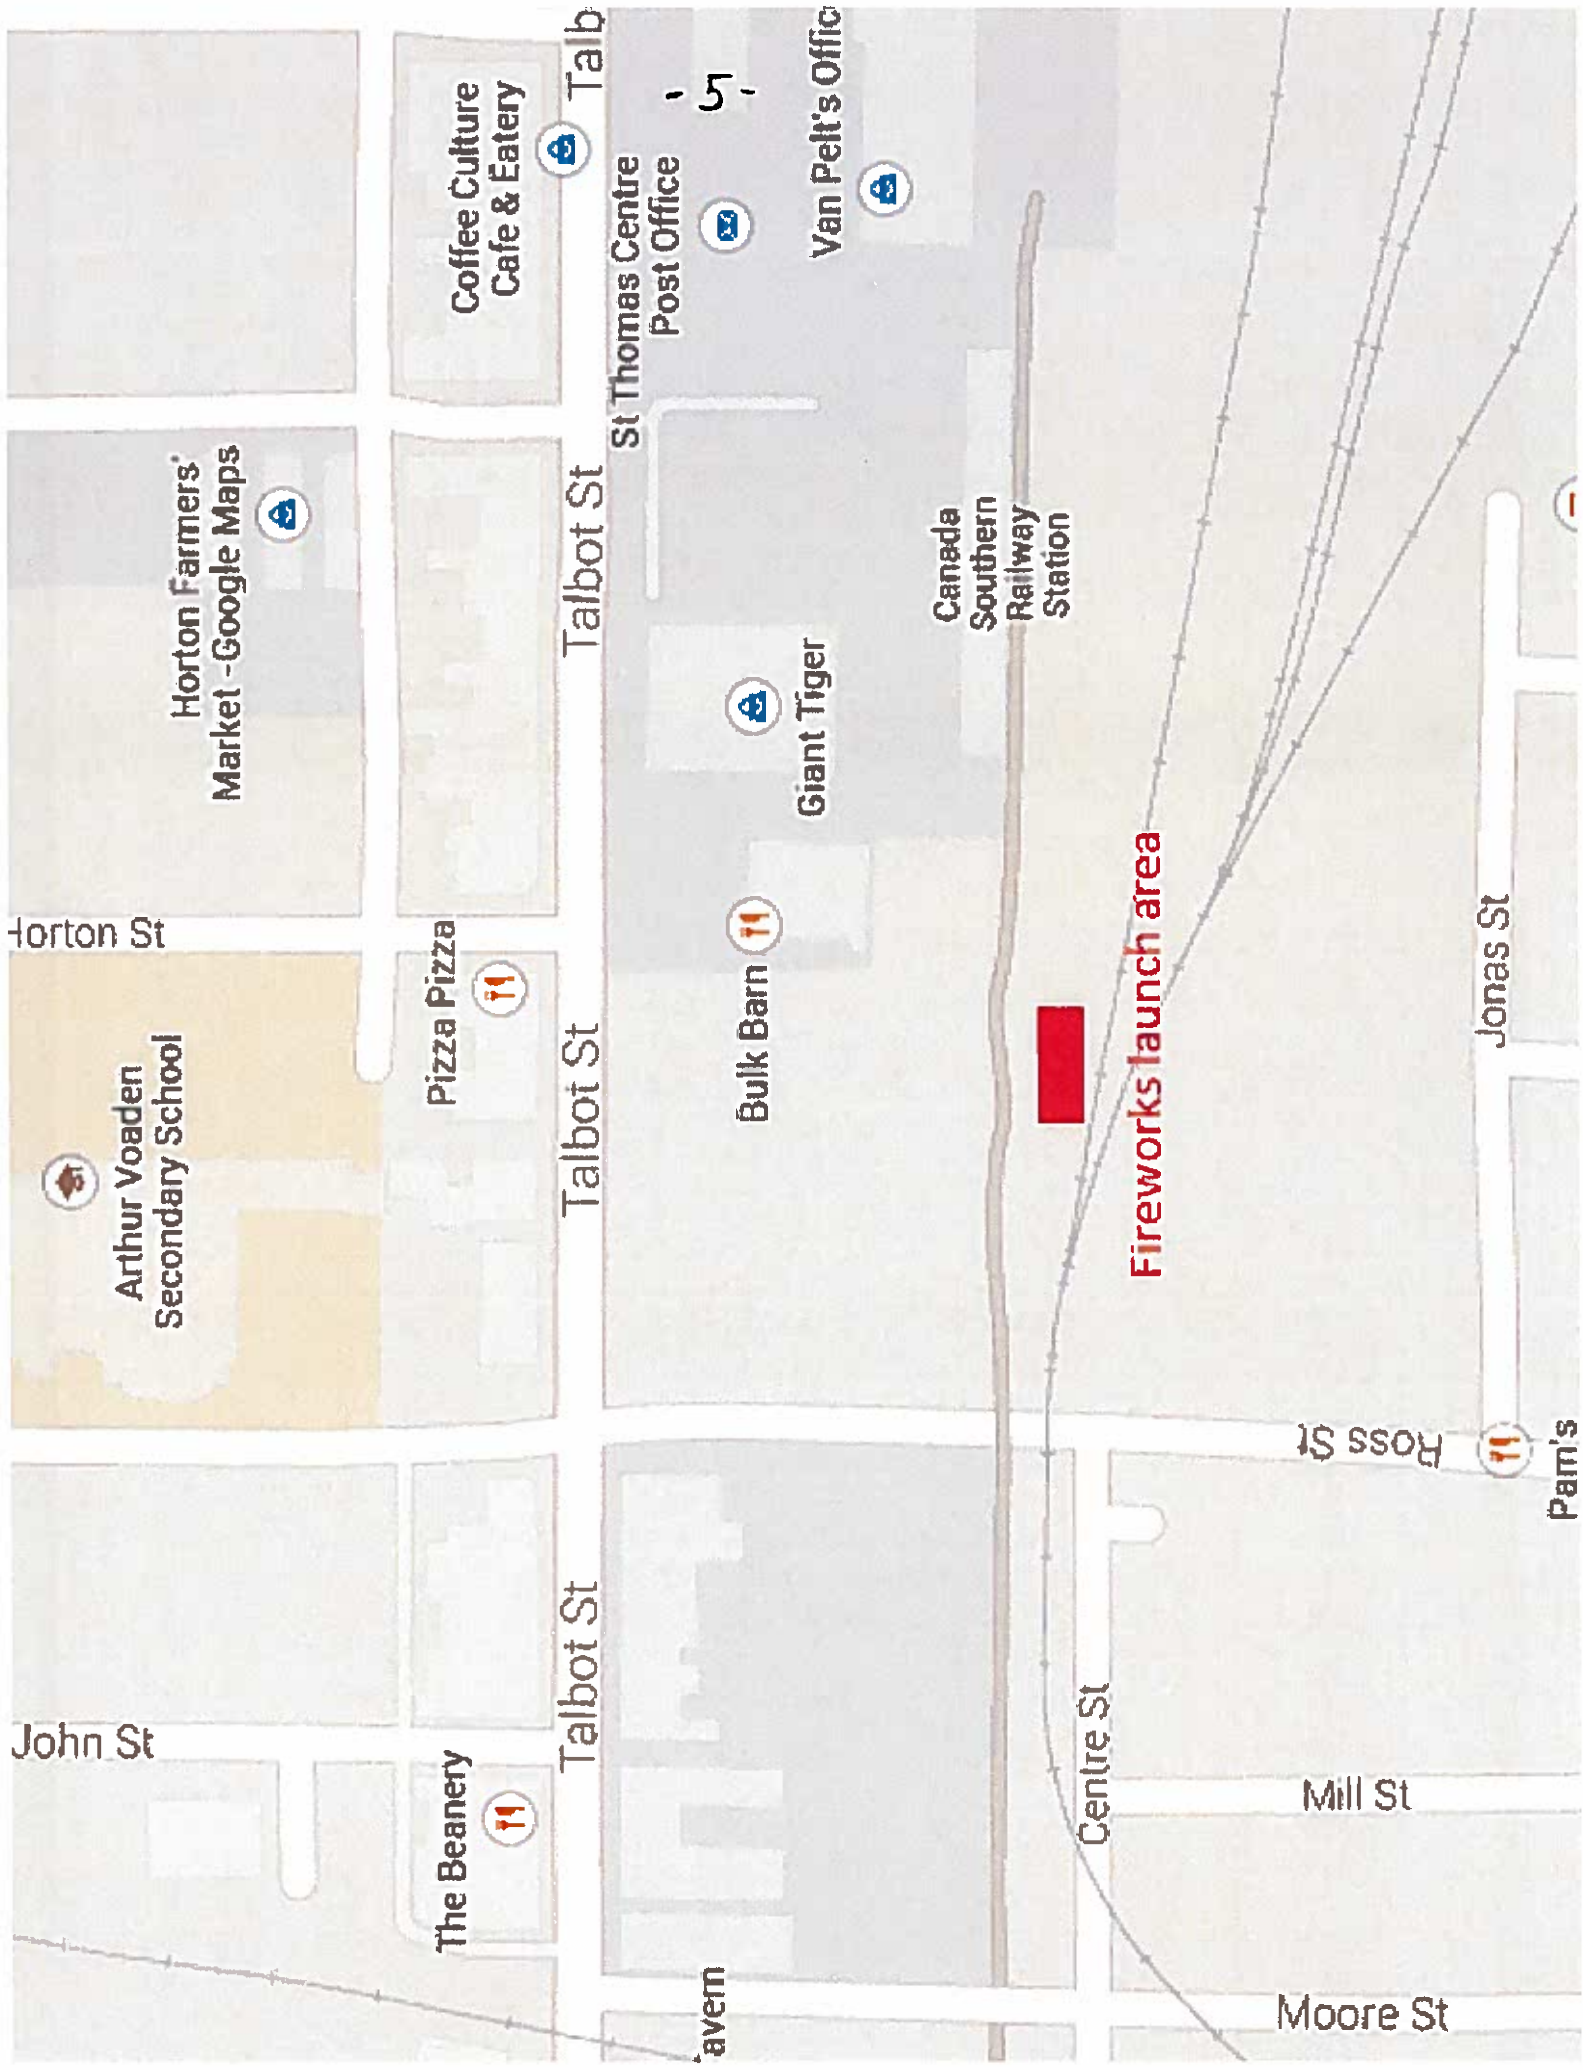 - 5 -
Talb
Coffee Culture
Cafe & Eatery
St Thomas Centre
Post Office
Van Pelt's Offic
Horton Farmers'
Market -Google Maps
Talbot St
Giant Tiger
Canada
Southern
Railway
Station
Horton St
Pizza Pizza
Bulk Barn
Fireworks launch area
Jonas St
Arthur Voaden
Secondary School
Talbot St
Ross St
Pam's
Talbot St
John St
The Beanery
Centre St
Mill St
avern
Moore St